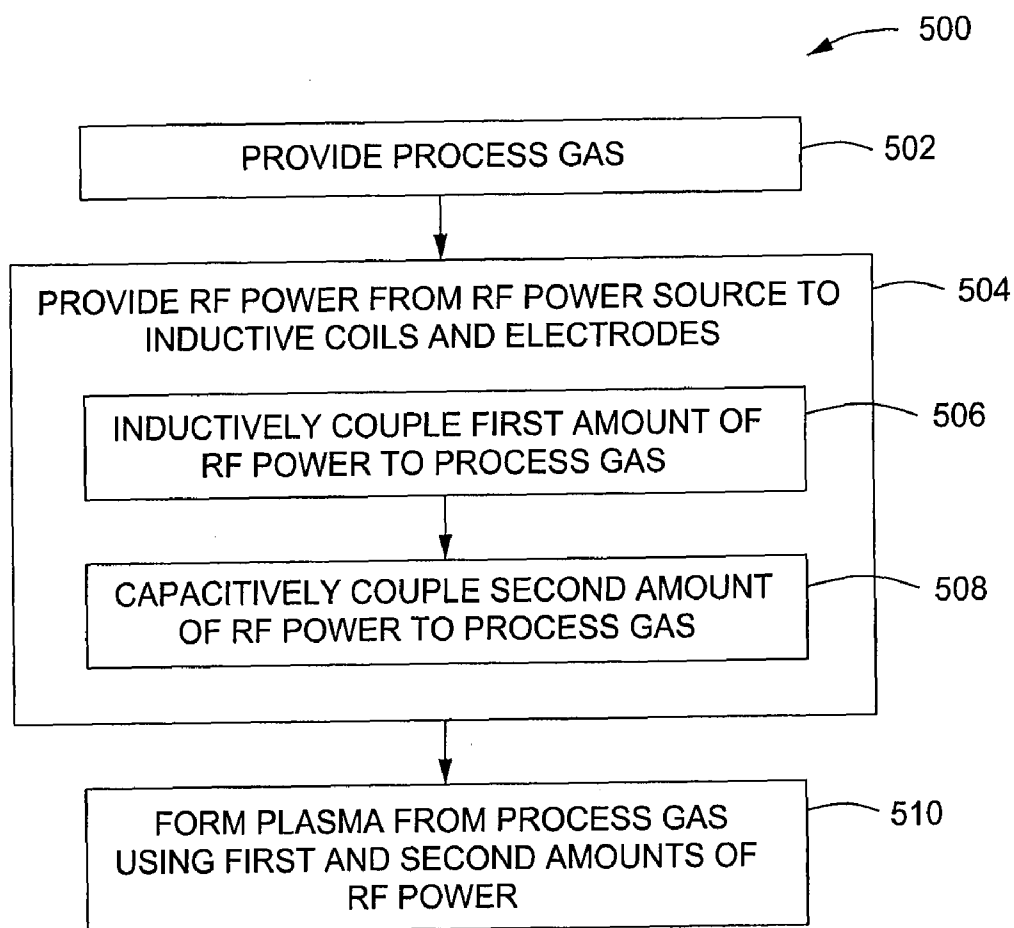 500
PROVIDE PROCESS GAS
502
PROVIDE RF POWER FROM RF POWER SOURCE TO
INDUCTIVE COILS AND ELECTRODES
504
INDUCTIVELY COUPLE FIRST AMOUNT OF
RF POWER TO PROCESS GAS
506
CAPACITIVELY COUPLE SECOND AMOUNT
OF RF POWER TO PROCESS GAS
508
FORM PLASMA FROM PROCESS GAS
USING FIRST AND SECOND AMOUNTS OF
RF POWER
510